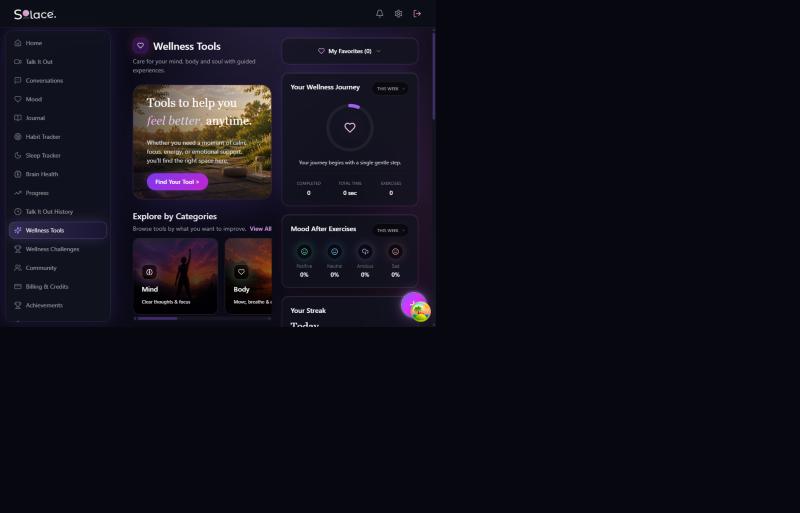 Solace.
Home
Talk It Out
Conversations
Mood
Journal
Habit Tracker
Sleep Tracker
Brain Health
Progress
Talk It Out History
Wellness Tools
Wellness Challenges
Community
Billing & Credits
Achievements
Wellness Tools
Care for your mind, body and soul with guided
experiences.
Tools to help you
feel better, anytime.
Whether you need a moment of calm,
focus, energy, or emotional support,
you'll find the right space here.
Find Your Tool >
Explore by Categories
Browse tools by what you want to improve. View All
Mind
Clear thoughts & focus
Body
Move, breathe &
My Favorites (0)
Your Wellness Journey
THIS WEEK
Your journey begins with a single gentle step.
COMPLETED TOTAL TIME EXERCISES
0 0 sec 0
Mood After Exercises
THIS WEEK
Positive Neutral Anxious Sad
0% 0% 0% 0%
Your Streak
Today